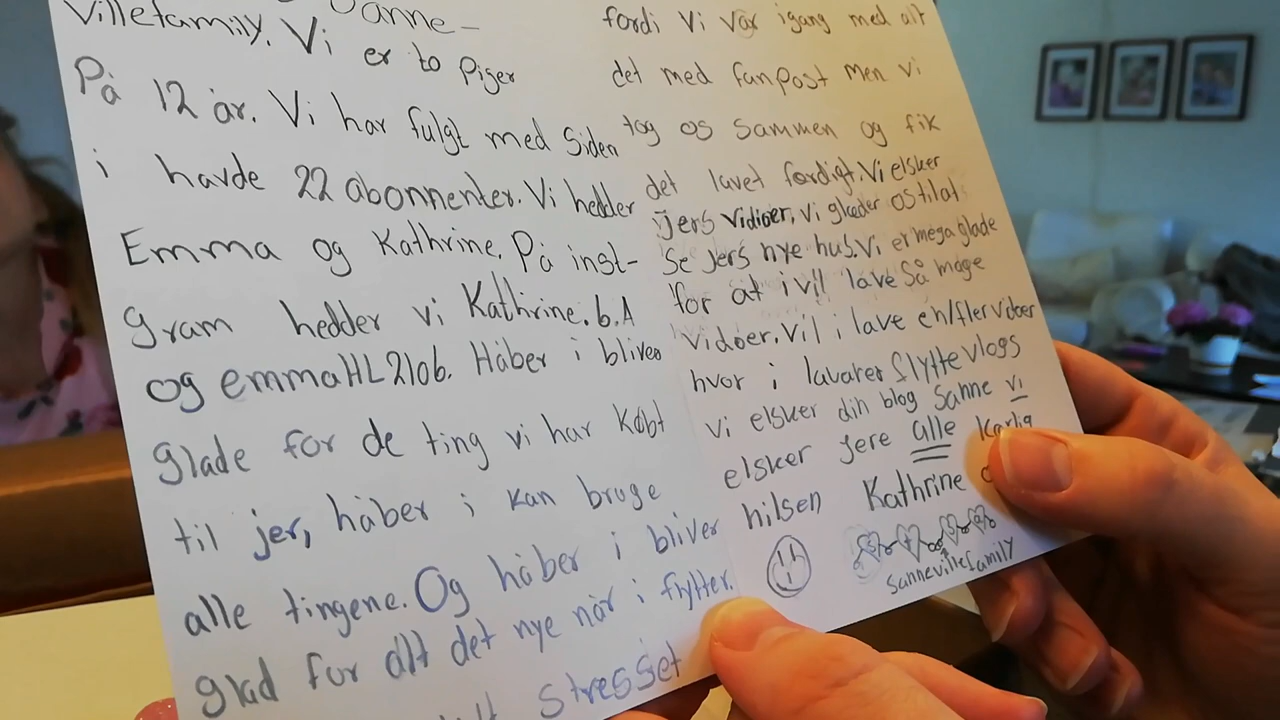 Sanne-
Villefamily. Vi er to piger
På 12 år. Vi har fulgt med siden
i havde 22 abonnenter. Vi hedder
Emma og Kathrine. På inst-
gram hedder vi Kathrine.b.A
og emmaHL2106. Håber i bliver
glade for de ting vi har købt
til jer, håber i kan bruge
alle tingene. Og håber i bliver
glad for alt det nye når i flytter.
stresset
fordi vi var igang med alt
det med fanpost men vi
tog os sammen og fik
det lavet færdigt. Vi elsker
jers vidioer, vi glæder os til at
se jers nye hus. Vi er mega glade
for at i vil lave så mage
vidoer. Vil i lave en/fler vidoer
hvor i lavarer flytte vlogs
vi elsker din blog Sanne vi
elsker jere alle Kærlig
hilsen Kathrine
Sannevillefamily